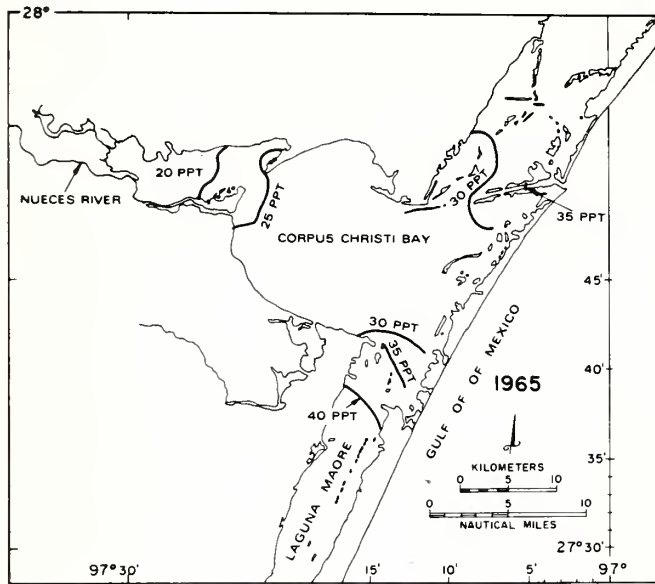 28°
20 PPT
NUECES RIVER
25 PPT
30 PPT
35 PPT
CORPUS CHRISTI BAY
45'
30 PPT
35 PPT
40'
GULF OF OF MEXICO
1965
40 PPT
KILOMETERS
0 5 10
35'
0 5 10
NAUTICAL MILES
LAGUNA MAORE
27°30'
97°30' 15' 10' 5' 97°